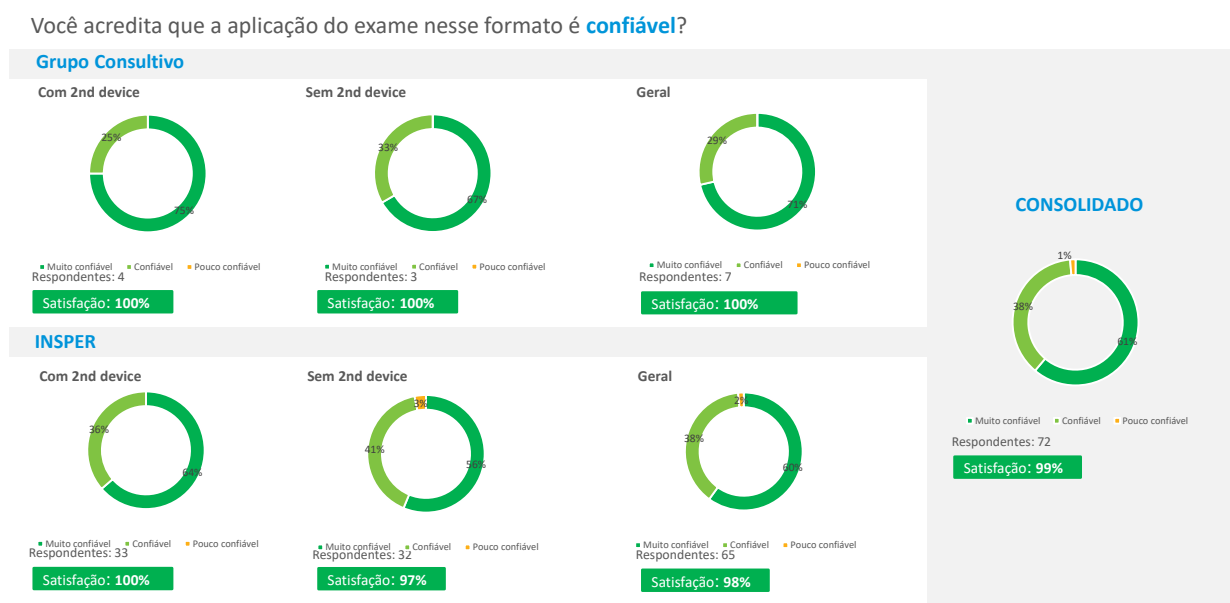 Você acredita que a aplicação do exame nesse formato é confiável?
Grupo Consultivo
Com 2nd device
25%
75%
Muito confiável Confiável Pouco confiável
Respondentes: 4
Satisfação: 100%
Sem 2nd device
33%
67%
Muito confiável Confiável Pouco confiável
Respondentes: 3
Satisfação: 100%
Geral
29%
71%
Muito confiável Confiável Pouco confiável
Respondentes: 7
Satisfação: 100%
INSPER
Com 2nd device
36%
64%
Muito confiável Confiável Pouco confiável
Respondentes: 33
Satisfação: 100%
Sem 2nd device
3%
41%
56%
Muito confiável Confiável Pouco confiável
Respondentes: 32
Satisfação: 97%
Geral
2%
38%
60%
Muito confiável Confiável Pouco confiável
Respondentes: 65
Satisfação: 98%
CONSOLIDADO
1%
38%
61%
Muito confiável Confiável Pouco confiável
Respondentes: 72
Satisfação: 99%